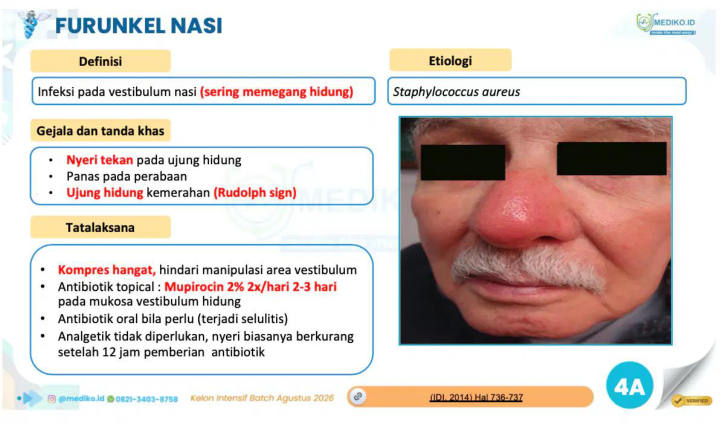 FURUNKEL NASI
MEDIKO.ID
Definisi
Infeksi pada vestibulum nasi (sering memegang hidung)
Etiologi
Staphylococcus aureus
Gejala dan tanda khas
• Nyeri tekan pada ujung hidung
• Panas pada perabaan
• Ujung hidung kemerahan (Rudolph sign)
Tatalaksana
• Kompres hangat, hindari manipulasi area vestibulum
• Antibiotik topical : Mupirocin 2% 2x/hari 2-3 hari
pada mukosa vestibulum hidung
• Antibiotik oral bila perlu (terjadi selulitis)
• Analgetik tidak diperlukan, nyeri biasanya berkurang
setelah 12 jam pemberian antibiotik
@mediko.id 0821-3403-8758 Kelon Intensif Batch Agustus 2026
(IDI, 2014) Hal 736-737
4A
VERIFIED